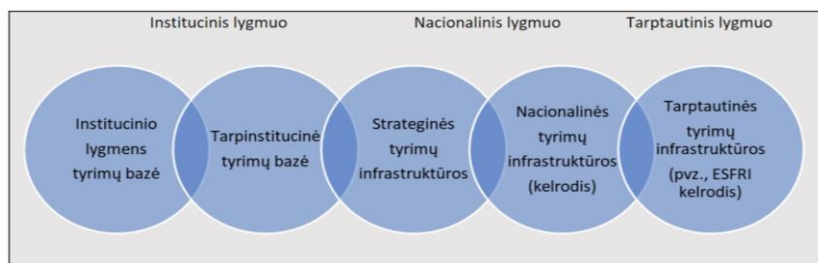 Institucinis lygmuo
Nacionalinis lygmuo
Tarptautinis lygmuo
Institucinio
lygmens
tyrimų bazė
Tarpinstitucinė
tyrimų bazė
Strateginės
tyrimų
infrastruktūros
Nacionalinės
tyrimų
infrastruktūros
(kelrodis)
Tarptautinės
tyrimų
infrastruktūros
(pvz., ESFRI
kelrodis)